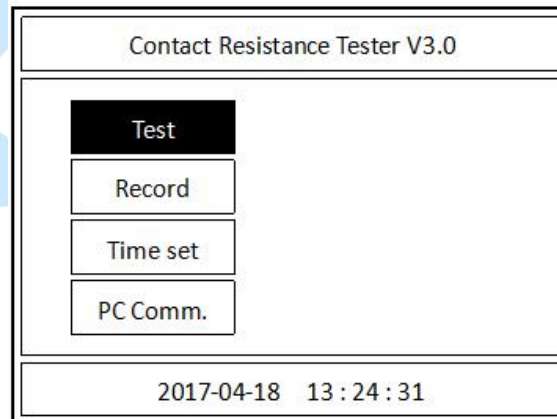 Contact Resistance Tester V3.0
Test
Record
Time set
PC Comm.
2017-04-18 13 : 24 : 31